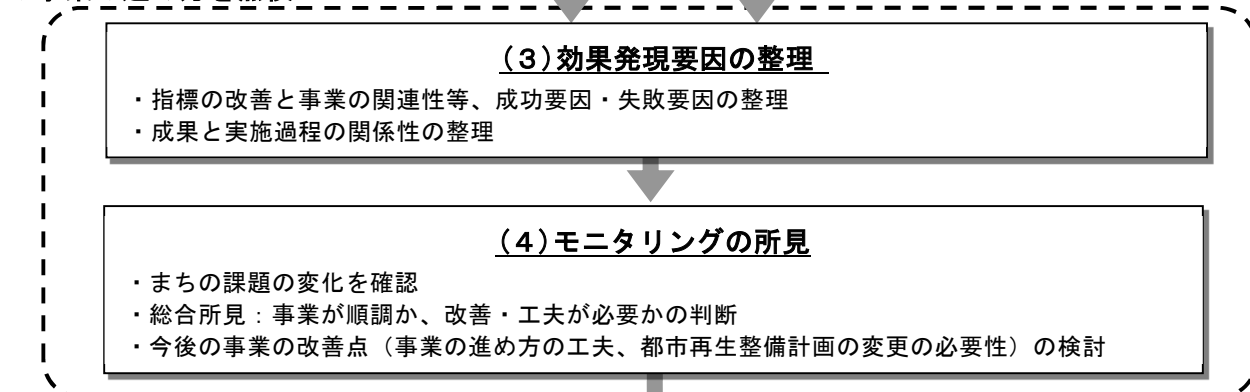 （３）効果発現要因の整理
・指標の改善と事業の関連性等、成功要因・失敗要因の整理
・成果と実施過程の関係性の整理
（４）モニタリングの所見
・まちの課題の変化を確認
・総合所見：事業が順調か、改善・工夫が必要かの判断
・今後の事業の改善点（事業の進め方の工夫、都市再生整備計画の変更の必要性）の検討